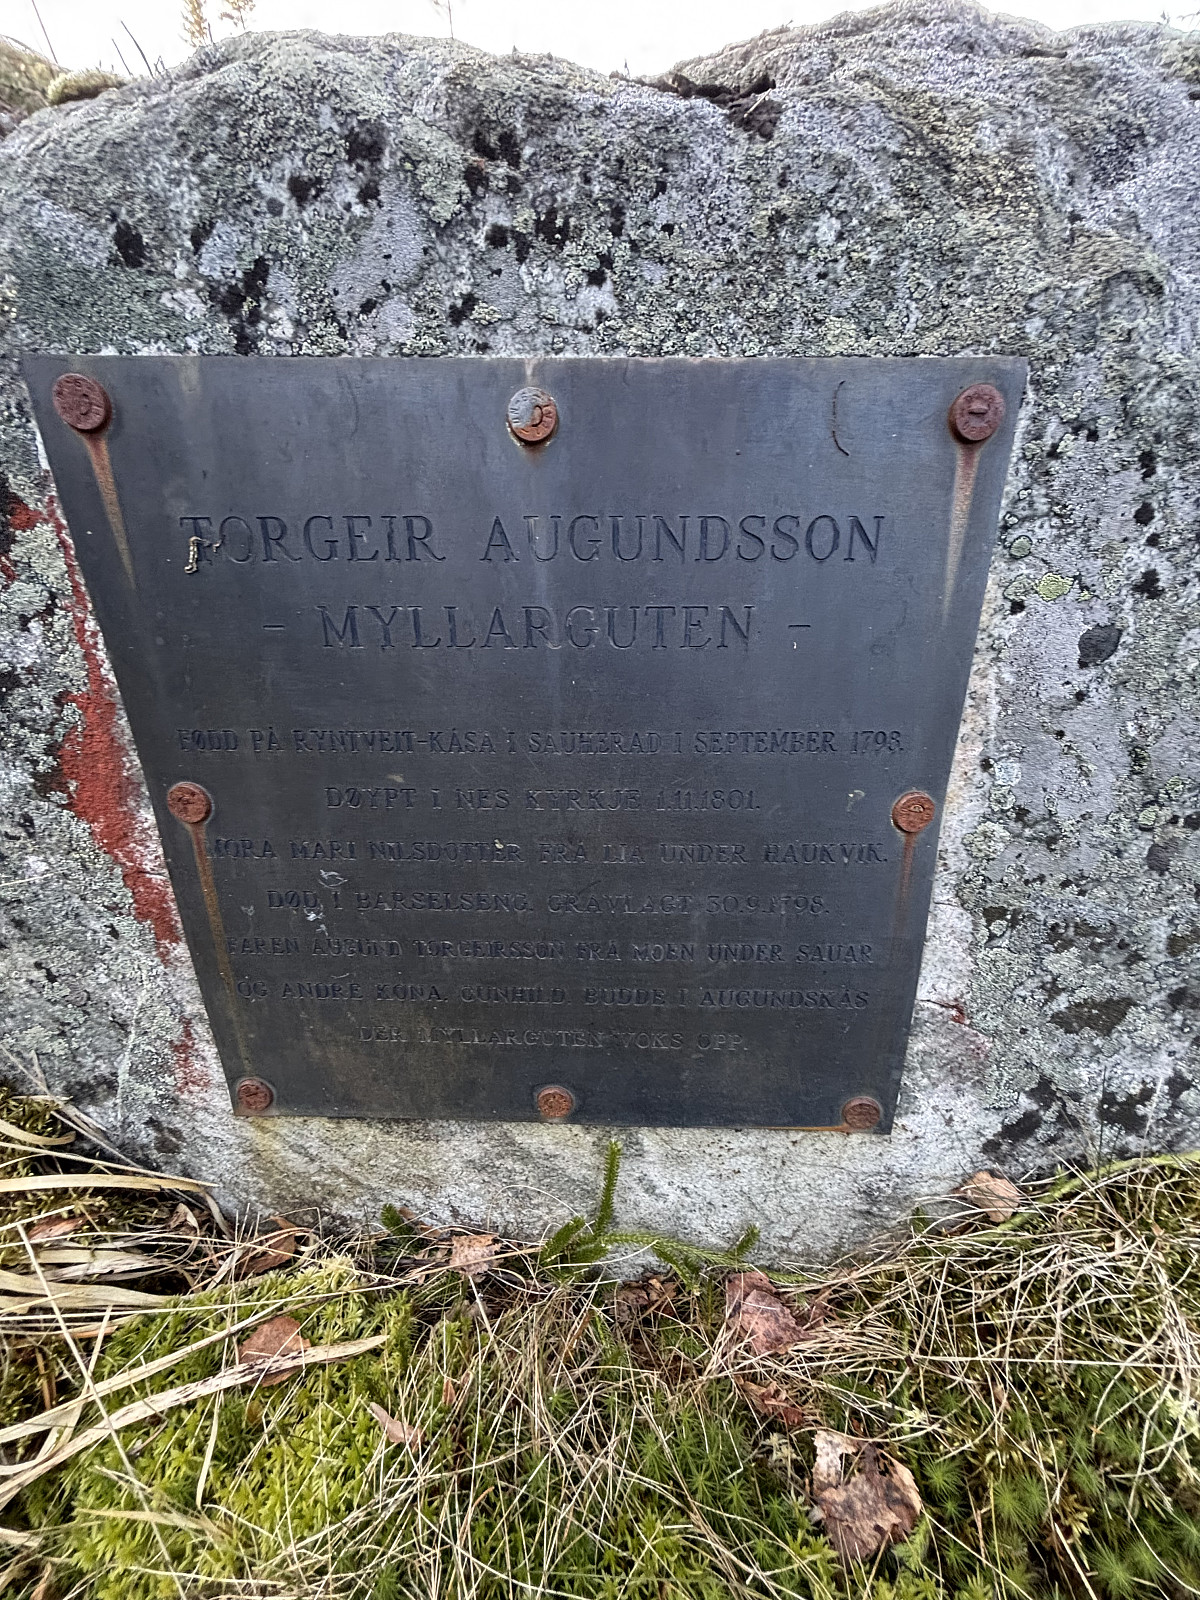 TORGEIR AUGUNDSSON
- MYLLARGUTEN -
FØDD PÅ RYNTVEIT-KÅSA I SAUHERAD I SEPTEMBER 1798.
DØYPT I NES KYRKJE 1.11.1801.
MORA MARI NILSDOTTER FRÅ LIA UNDER HAUKVIK.
DØD I BARSELSENG. GRAVLAGT 30.9.1798.
FAREN AUGUND TORGEIRSSON FRÅ MOEN UNDER SAUAR
OG ANDRE KONA, GUNHILD, BUDDE I AUGUNDSKÅS
DER MYLLARGUTEN VOKS OPP.